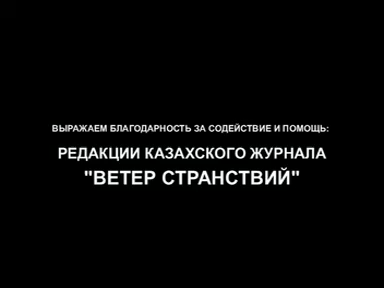 ВЫРАЖАЕМ БЛАГОДАРНОСТЬ ЗА СОДЕЙСТВИЕ И ПОМОЩЬ:
РЕДАКЦИИ КАЗАХСКОГО ЖУРНАЛА
"ВЕТЕР СТРАНСТВИЙ"